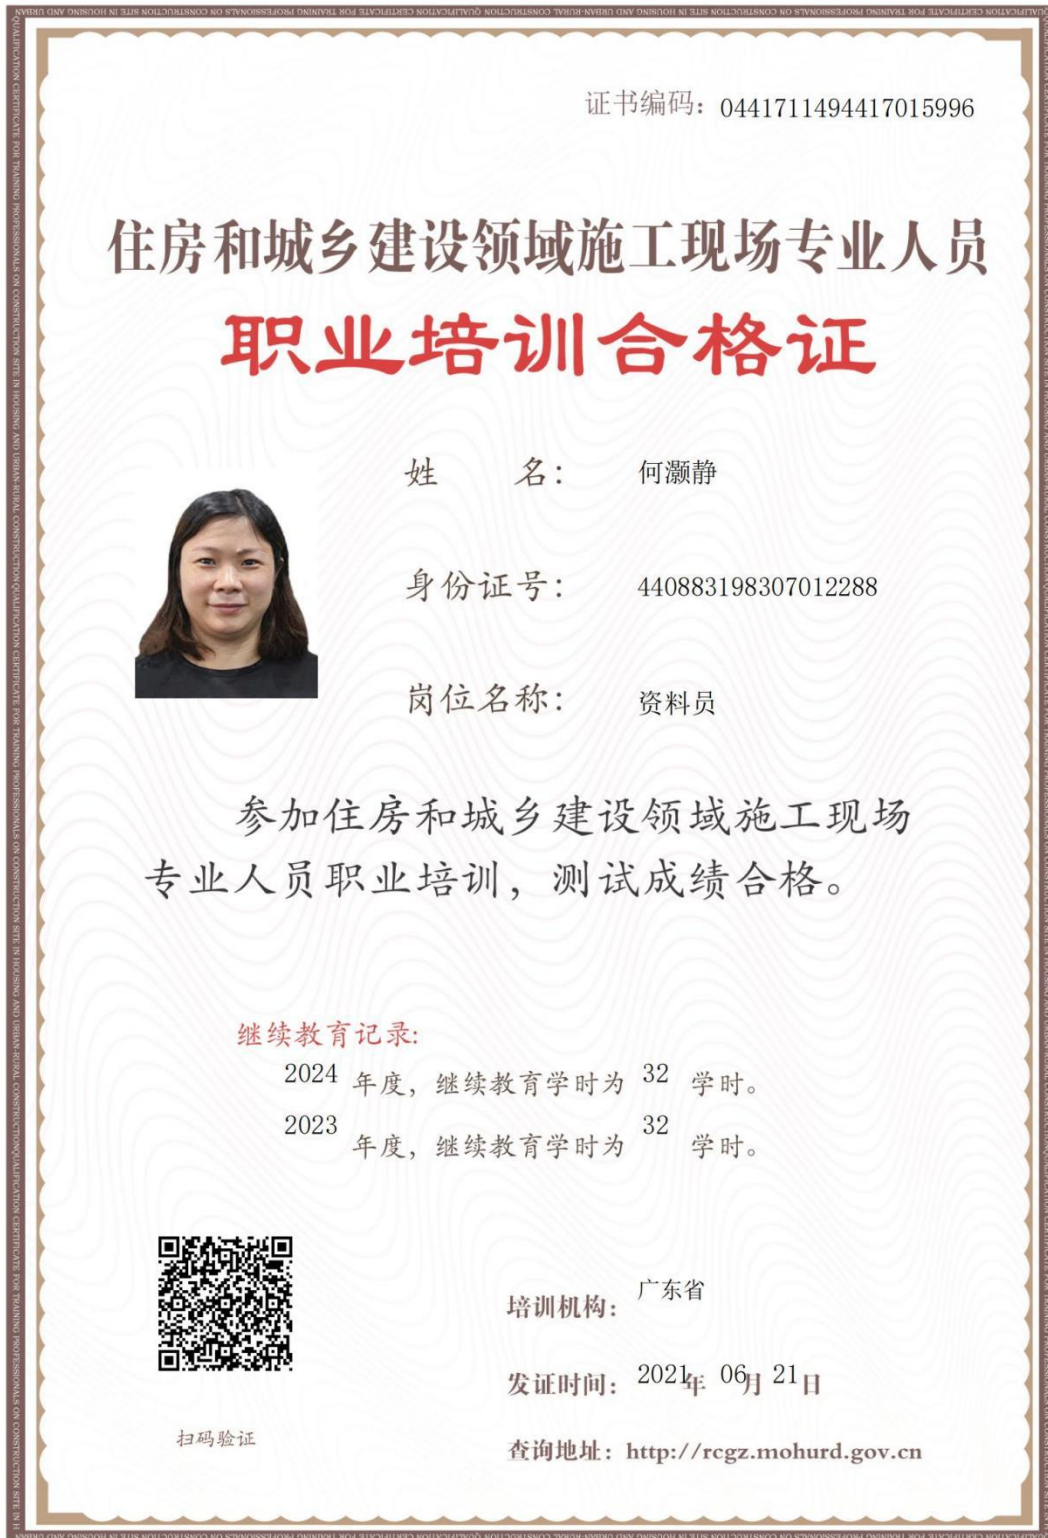 证书编码：0441711494417015996
住房和城乡建设领域施工现场专业人员
职业培训合格证
姓 名： 何灏静
身份证号： 440883198307012288
岗位名称： 资料员
参加住房和城乡建设领域施工现场
专业人员职业培训，测试成绩合格。
继续教育记录:
2024 年度，继续教育学时为 32 学时。
2023 年度，继续教育学时为 32 学时。
培训机构： 广东省
发证时间： 2021年 06月 21日
扫码验证
查询地址：http://rcgz.mohurd.gov.cn